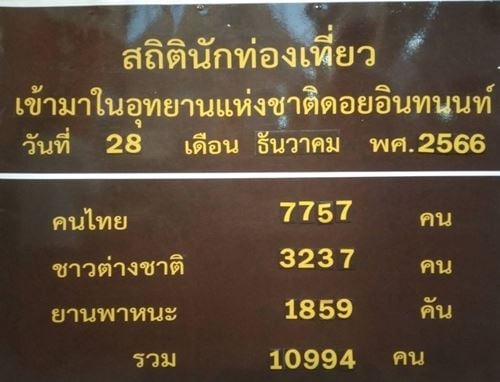 สถิตินักท่องเที่ยว
เข้ามาในอุทยานแห่งชาติดอยอินทนนท์
วันที่ 28 เดือน ธันวาคม พศ.2566
คนไทย 7757 คน
ชาวต่างชาติ 3237 คน
ยานพาหนะ 1859 คัน
รวม 10994 คน